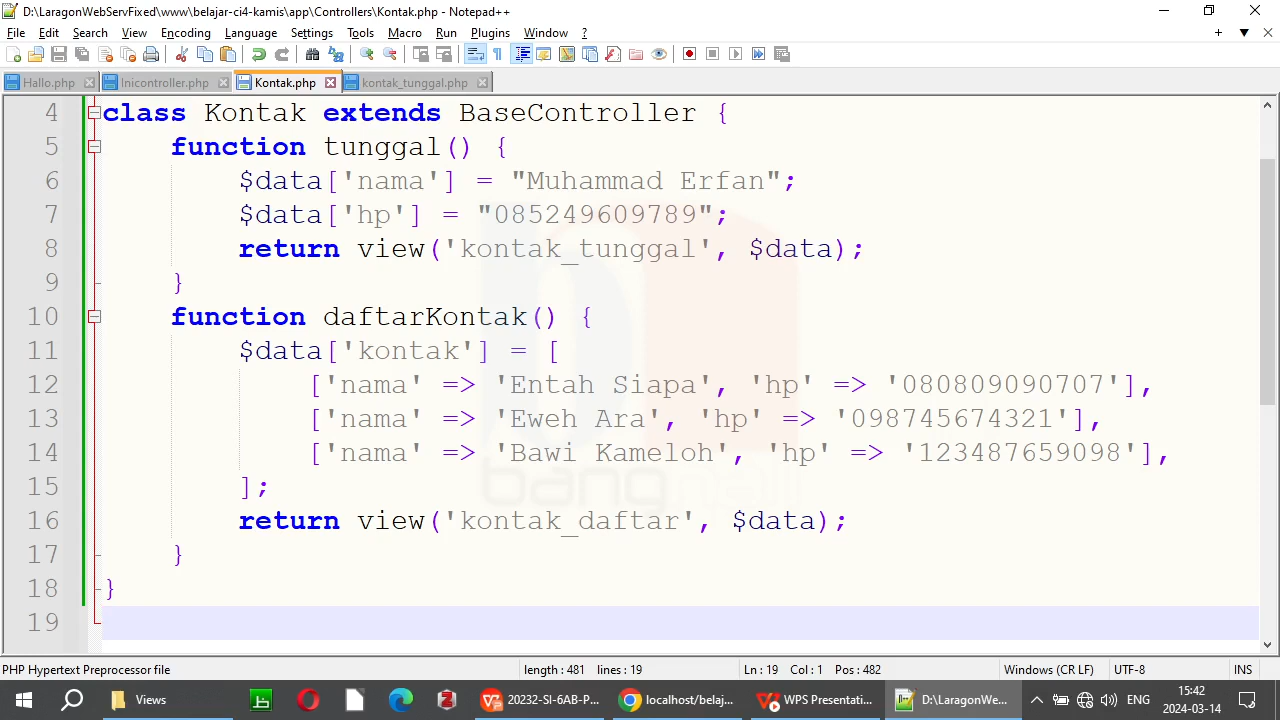 D:\LaragonWebServFixed\www\belajar-ci4-kamis\app\Controllers\Kontak.php - Notepad++
File Edit Search View Encoding Language Settings Tools Macro Run Plugins Window ?
Hallo.php Inicontroller.php Kontak.php kontak_tunggal.php
4 class Kontak extends BaseController {
5 function tunggal() {
6 $data['nama'] = "Muhammad Erfan";
7 $data['hp'] = "085249609789";
8 return view('kontak_tunggal', $data);
9 }
10 function daftarKontak() {
11 $data['kontak'] = [
12 ['nama' => 'Entah Siapa', 'hp' => '080809090707'],
13 ['nama' => 'Eweh Ara', 'hp' => '098745674321'],
14 ['nama' => 'Bawi Kameloh', 'hp' => '123487659098'],
15 ];
16 return view('kontak_daftar', $data);
17 }
18 }
19
PHP Hypertext Preprocessor file length : 481 lines : 19 Ln : 19 Col : 1 Pos : 482 Windows (CR LF) UTF-8 INS
Views 20232-SI-6AB-P... localhost/belaj... WPS Presentati... D:\LaragonWe... ENG 15:42
2024-03-14